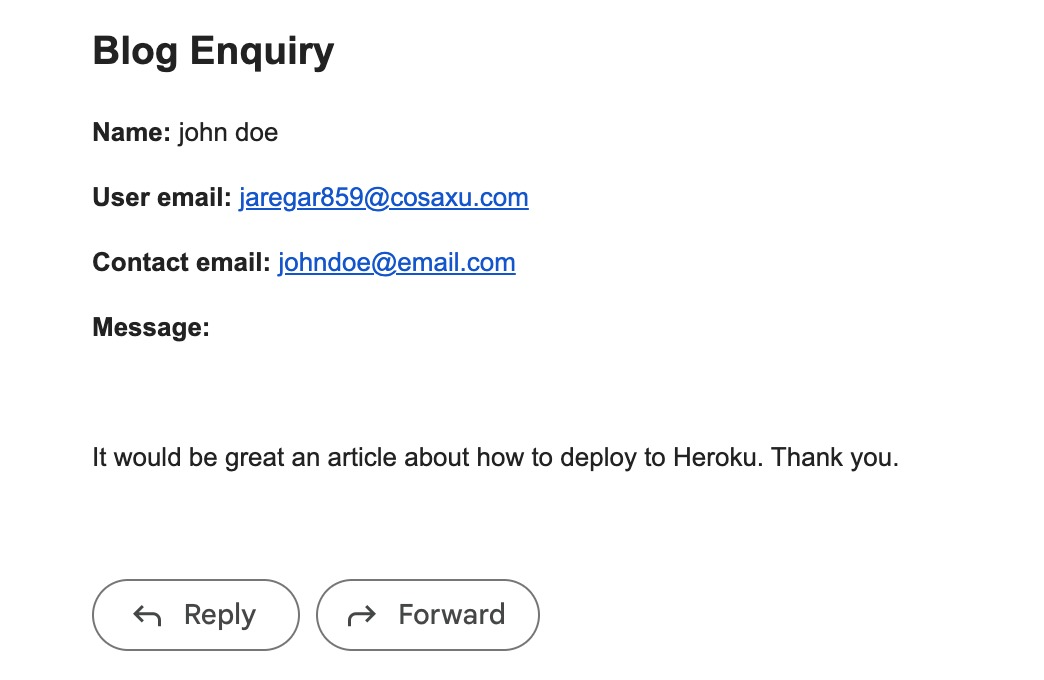 Blog Enquiry
Name: john doe
User email: jaregar859@cosaxu.com
Contact email: johndoe@email.com
Message:
It would be great an article about how to deploy to Heroku. Thank you.
Reply
Forward